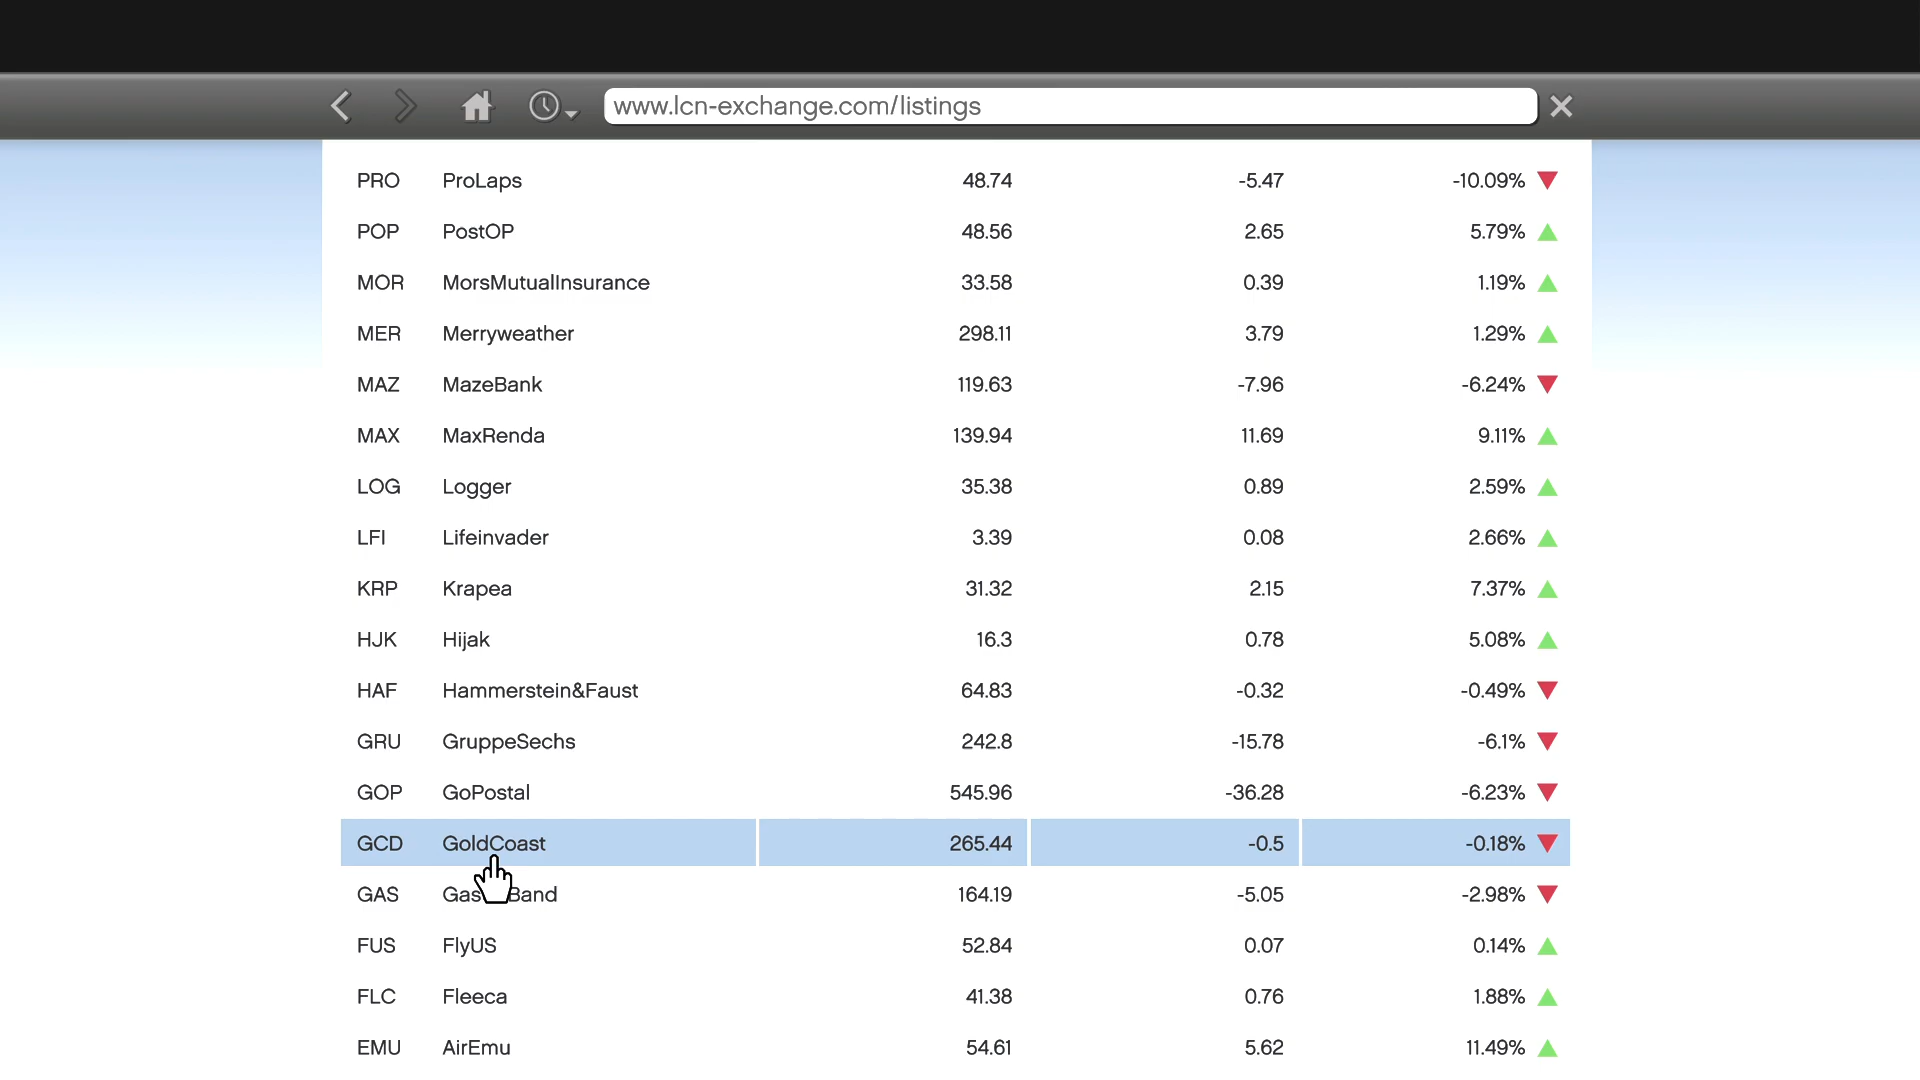 www.lcn-exchange.com/listings
PRO ProLaps 48.74 -5.47 -10.09%
POP PostOP 48.56 2.65 5.79%
MOR MorsMutualInsurance 33.58 0.39 1.19%
MER Merryweather 298.11 3.79 1.29%
MAZ MazeBank 119.63 -7.96 -6.24%
MAX MaxRenda 139.94 11.69 9.11%
LOG Logger 35.38 0.89 2.59%
LFI Lifeinvader 3.39 0.08 2.66%
KRP Krapea 31.32 2.15 7.37%
HJK Hijak 16.3 0.78 5.08%
HAF Hammerstein&Faust 64.83 -0.32 -0.49%
GRU GruppeSechs 242.8 -15.78 -6.1%
GOP GoPostal 545.96 -36.28 -6.23%
GCD GoldCoast 265.44 -0.5 -0.18%
GAS 164.19 -5.05 -2.98%
FUS FlyUS 52.84 0.07 0.14%
FLC Fleeca 41.38 0.76 1.88%
EMU AirEmu 54.61 5.62 11.49%